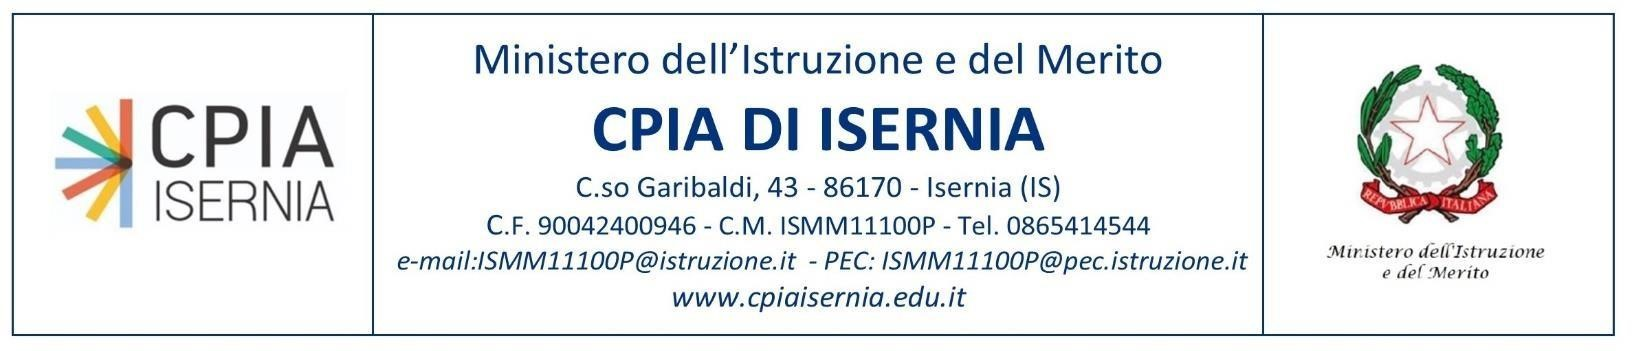 CPIA
ISERNIA
Ministero dell’Istruzione e del Merito
CPIA DI ISERNIA
C.so Garibaldi, 43 - 86170 - Isernia (IS)
C.F. 90042400946 - C.M. ISMM11100P - Tel. 0865414544
e-mail:ISMM11100P@istruzione.it - PEC: ISMM11100P@pec.istruzione.it
www.cpiaisernia.edu.it
REPVBBLICA ITALIANA
Ministero dell'Istruzione
e del Merito